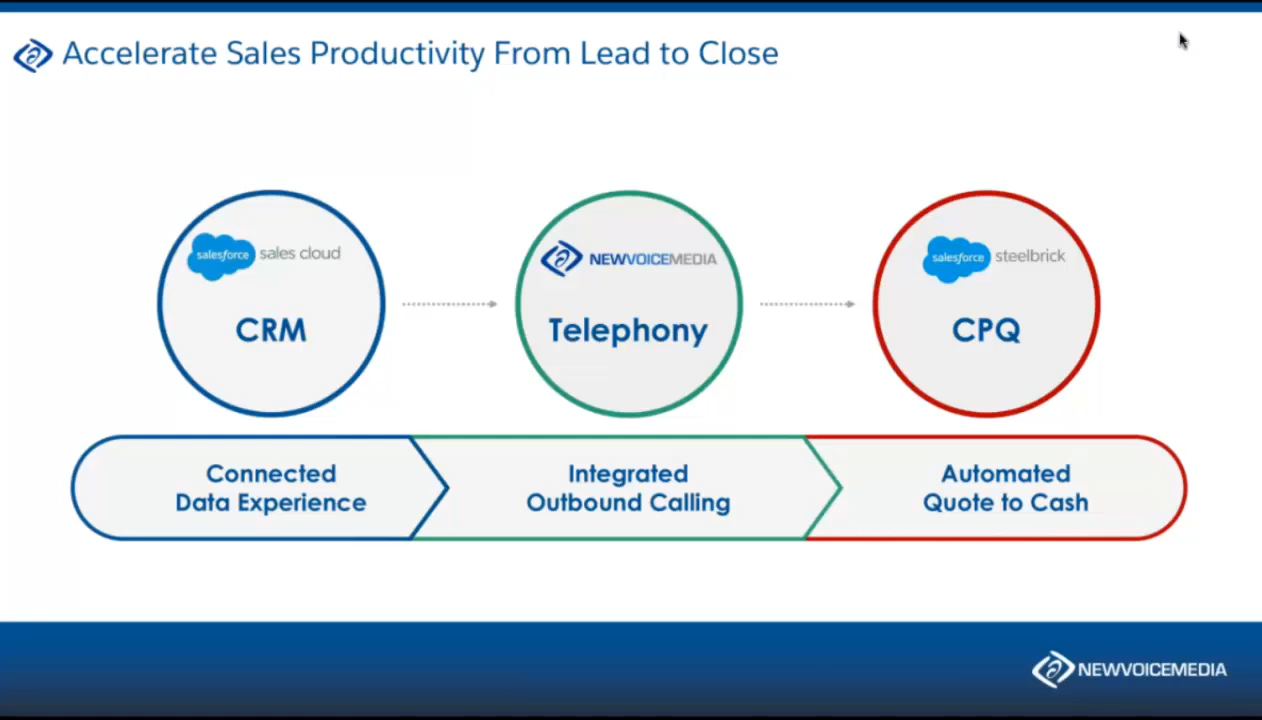 Accelerate Sales Productivity From Lead to Close
salesforce sales cloud
CRM
NEWVOICEMEDIA
Telephony
salesforce steelbrick
CPQ
Connected
Data Experience
Integrated
Outbound Calling
Automated
Quote to Cash
NEWVOICEMEDIA